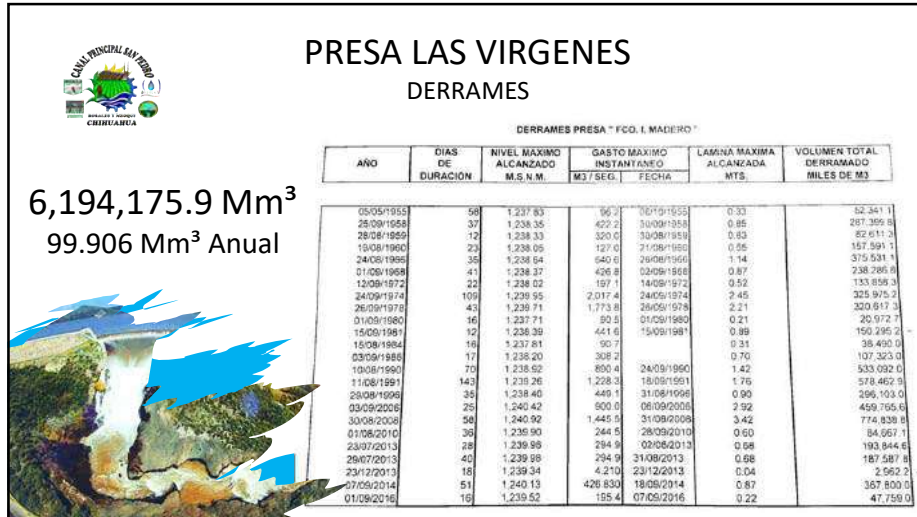 PRESA LAS VIRGENES
DERRAMES
CANAL PRINCIPAL SAN PEDRO
CHIHUAHUA
6,194,175.9 Mm³
99.906 Mm³ Anual
DERRAMES PRESA " FCO. I. MADERO "
AÑO DIAS DE DURACION NIVEL MAXIMO ALCANZADO M.S.N.M. GASTO MAXIMO INSTANTANEO M3 / SEG. FECHA LAMINA MAXIMA ALCANZADA MTS. VOLUMEN TOTAL DERRAMADO MILES DE M3
05/05/1955 58 1,237.83 96.2 06/10/1955 0.33 52,341.1
25/09/1958 37 1,238.35 422.2 30/09/1958 0.85 287,399.8
28/08/1959 12 1,238.33 320.0 30/08/1959 0.83 82,611.3
19/08/1960 23 1,238.05 127.0 21/08/1960 0.55 157,591.1
24/08/1966 35 1,238.64 640.6 26/08/1966 1.14 375,531.1
01/09/1968 41 1,238.37 426.8 02/09/1968 0.87 238,286.8
12/09/1972 22 1,238.02 197.1 14/09/1972 0.52 133,858.3
24/09/1974 109 1,239.95 2,017.4 24/09/1974 2.45 325,975.2
26/09/1978 43 1,239.71 1,773.8 28/09/1978 2.21 320,617.3
01/09/1980 16 1,237.71 90.5 01/09/1980 0.21 20,972.7
15/09/1981 12 1,238.39 441.6 15/09/1981 0.89 150,295.2
15/08/1984 16 1,237.81 90.7 0.31 38,490.0
03/09/1986 17 1,238.20 308.2 0.70 107,323.0
10/08/1990 70 1,238.92 890.4 24/09/1990 1.42 533,092.0
11/08/1991 143 1,239.26 1,228.3 18/09/1991 1.76 578,462.9
29/08/1996 35 1,238.40 449.1 31/08/1996 0.90 296,103.0
03/09/2006 25 1,240.42 900.0 06/09/2006 2.92 459,765.6
30/08/2008 58 1,240.92 1,445.5 31/08/2008 3.42 774,838.8
01/08/2010 36 1,239.90 244.5 28/09/2010 0.60 84,667.1
23/07/2013 28 1,239.98 294.9 02/08/2013 0.68 193,844.6
29/07/2013 40 1,239.98 294.9 31/08/2013 0.68 187,587.8
23/12/2013 18 1,239.34 4.210 23/12/2013 0.04 2,962.2
07/09/2014 51 1,240.13 426.830 18/09/2014 0.87 367,800.0
01/09/2016 16 1,239.52 195.4 07/09/2016 0.22 47,759.0